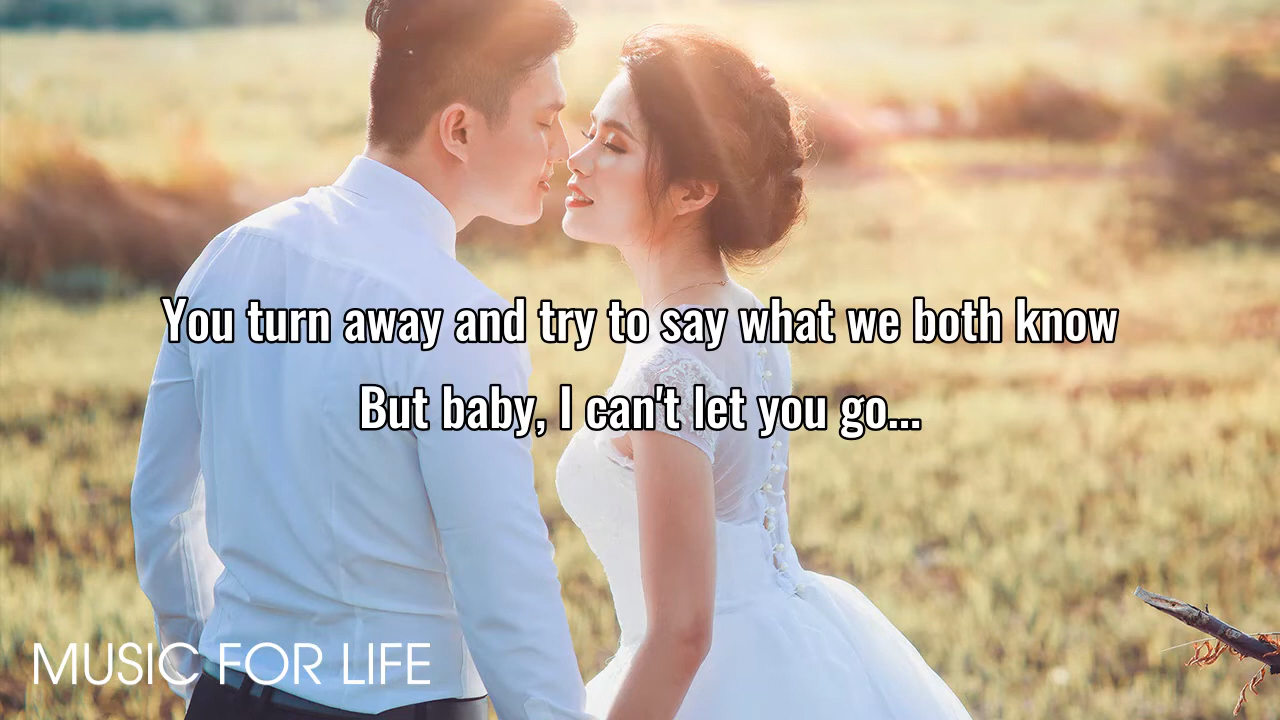 You turn away and try to say what we both know
But baby, I can't let you go...
MUSIC FOR LIFE